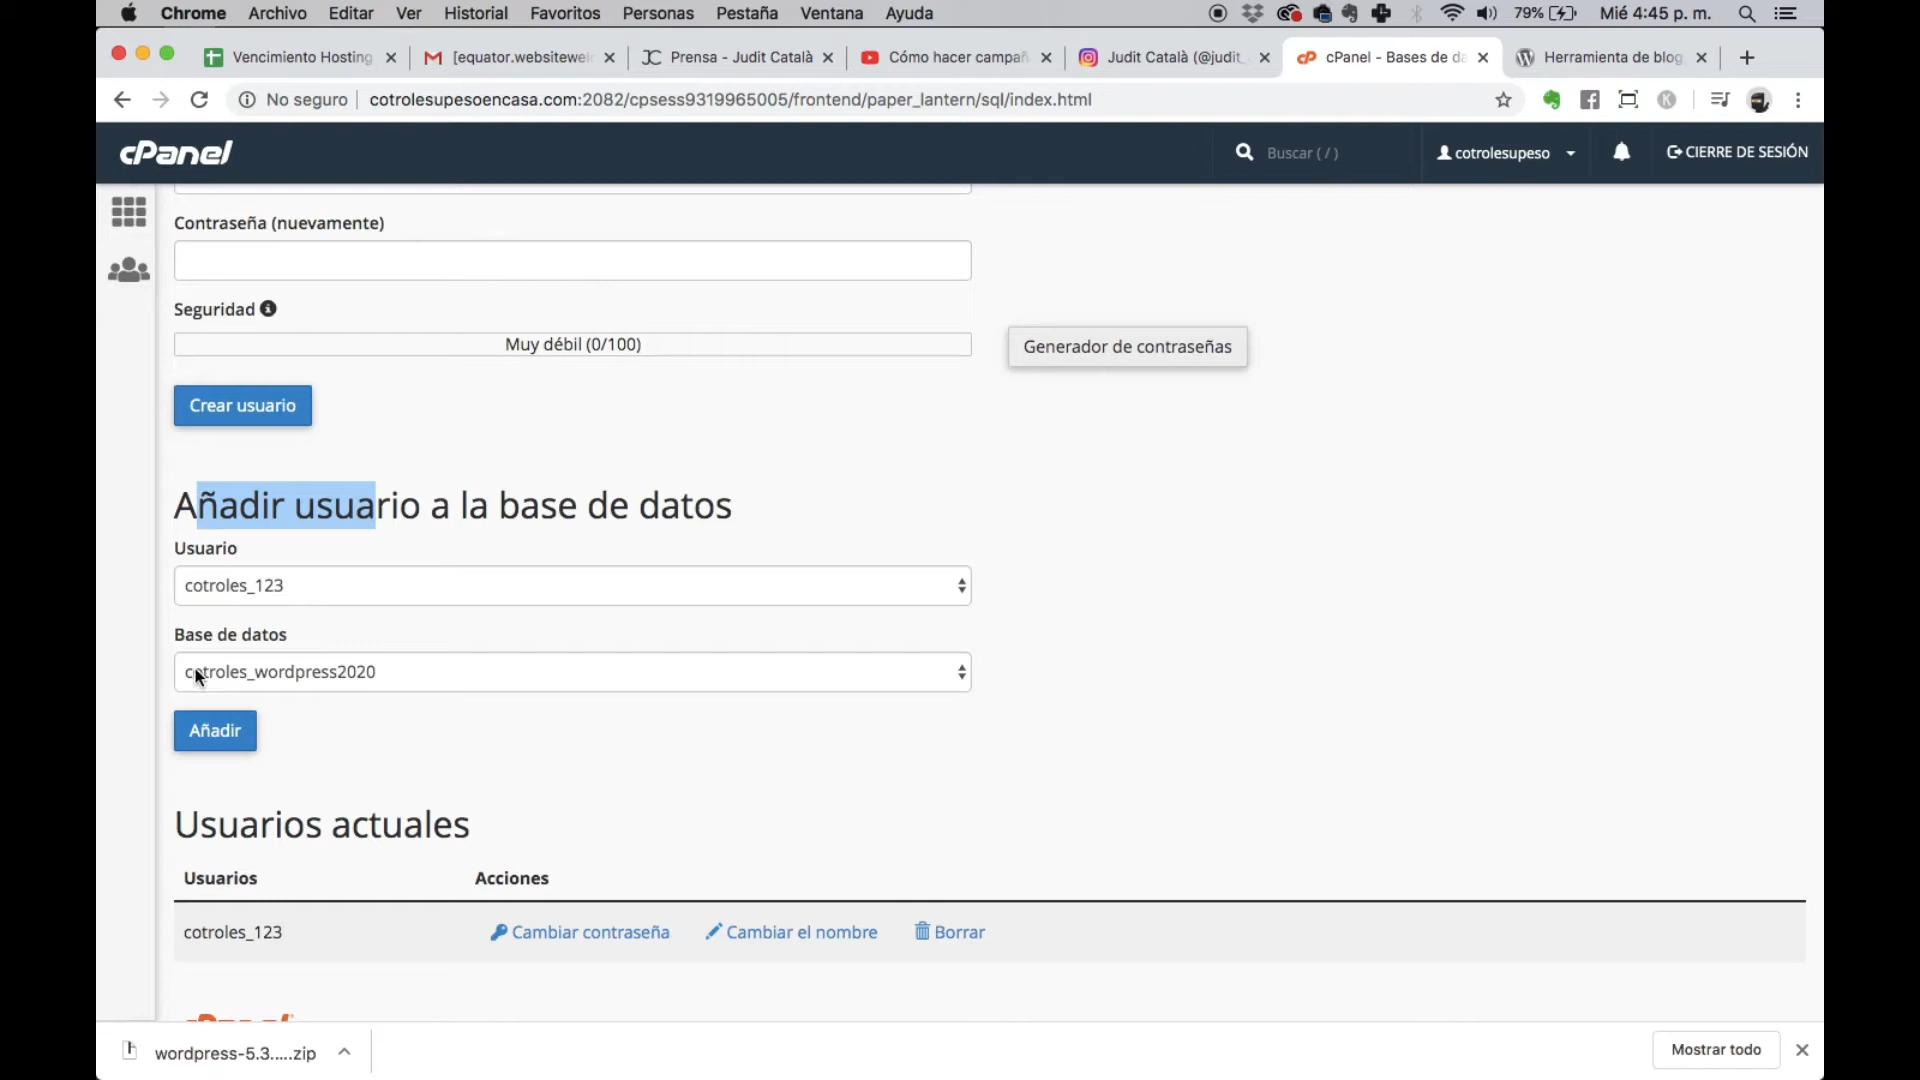 Chrome Archivo Editar Ver Historial Favoritos Personas Pestaña Ventana Ayuda 79% Mié 4:45 p. m.
Vencimiento Hosting [equator.websitewel Prensa - Judit Català Cómo hacer campañ Judit Català (@judit_ cPanel - Bases de da Herramienta de blog
No seguro cotrolesupesoencasa.com:2082/cpsess9319965005/frontend/paper_lantern/sql/index.html
cPanel Buscar ( / ) cotrolesupeso CIERRE DE SESIÓN
Contraseña (nuevamente)
Seguridad
Muy débil (0/100)
Generador de contraseñas
Crear usuario
Añadir usuario a la base de datos
Usuario
cotroles_123
Base de datos
cotroles_wordpress2020
Añadir
Usuarios actuales
Usuarios Acciones
cotroles_123 Cambiar contraseña Cambiar el nombre Borrar
cPanel
wordpress-5.3.....zip Mostrar todo